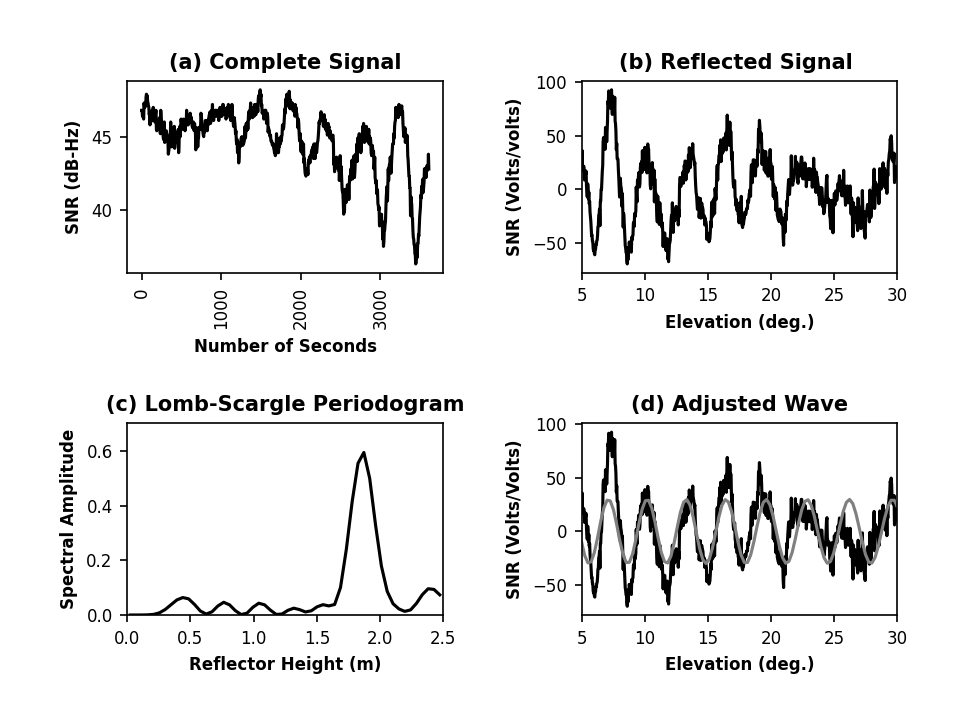 (a) Complete Signal
SNR (dB-Hz)
45
40
0
1000
2000
3000
Number of Seconds
(b) Reflected Signal
SNR (Volts/volts)
100
50
0
−50
5 10 15 20 25 30
Elevation (deg.)
(c) Lomb-Scargle Periodogram
Spectral Amplitude
0.6
0.4
0.2
0.0
0.0 0.5 1.0 1.5 2.0 2.5
Reflector Height (m)
(d) Adjusted Wave
SNR (Volts/Volts)
100
50
0
−50
5 10 15 20 25 30
Elevation (deg.)